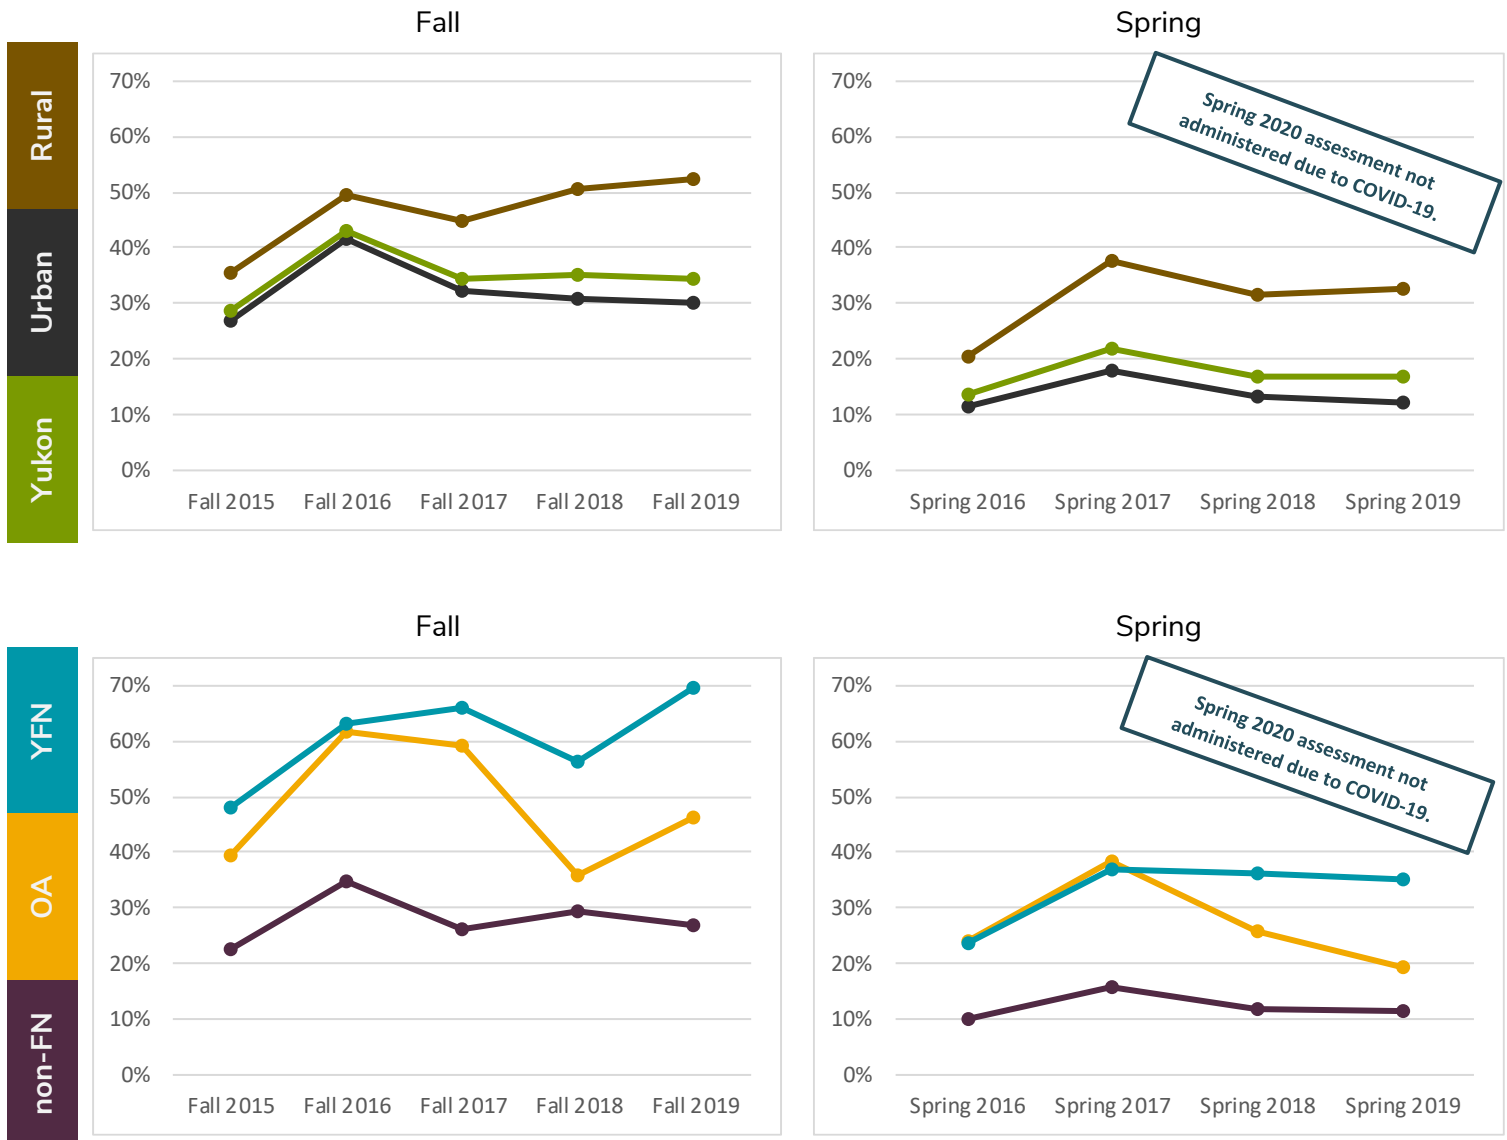 Fall
Spring
Rural
Urban
Yukon
70%
60%
50%
40%
30%
20%
10%
0%
Fall 2015 Fall 2016 Fall 2017 Fall 2018 Fall 2019
70%
60%
50%
40%
30%
20%
10%
0%
Spring 2016 Spring 2017 Spring 2018 Spring 2019
Spring 2020 assessment not
administered due to COVID-19.
Fall
Spring
YFN
OA
non-FN
70%
60%
50%
40%
30%
20%
10%
0%
Fall 2015 Fall 2016 Fall 2017 Fall 2018 Fall 2019
70%
60%
50%
40%
30%
20%
10%
0%
Spring 2016 Spring 2017 Spring 2018 Spring 2019
Spring 2020 assessment not
administered due to COVID-19.